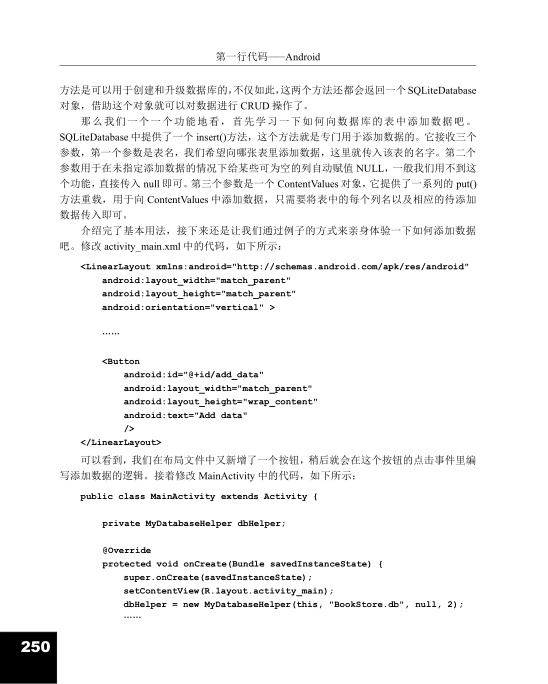 第一行代码——Android
方法是可以用于创建和升级数据库的，不仅如此，这两个方法还都会返回一个 SQLiteDatabase
对象，借助这个对象就可以对数据进行 CRUD 操作了。
那么我们一个一个功能地看，首先学习一下如何向数据库的表中添加数据吧。
SQLiteDatabase 中提供了一个 insert()方法，这个方法就是专门用于添加数据的。它接收三个
参数，第一个参数是表名，我们希望向哪张表里添加数据，这里就传入该表的名字。第二个
参数用于在未指定添加数据的情况下给某些可为空的列自动赋值 NULL，一般我们用不到这
个功能，直接传入 null 即可。第三个参数是一个 ContentValues 对象，它提供了一系列的 put()
方法重载，用于向 ContentValues 中添加数据，只需要将表中的每个列名以及相应的待添加
数据传入即可。
介绍完了基本用法，接下来还是让我们通过例子的方式来亲身体验一下如何添加数据
吧。修改 activity_main.xml 中的代码，如下所示：
<LinearLayout xmlns:android="http://schemas.android.com/apk/res/android"
android:layout_width="match_parent"
android:layout_height="match_parent"
android:orientation="vertical" >
……
<Button
android:id="@+id/add_data"
android:layout_width="match_parent"
android:layout_height="wrap_content"
android:text="Add data"
/>
</LinearLayout>
可以看到，我们在布局文件中又新增了一个按钮，稍后就会在这个按钮的点击事件里编
写添加数据的逻辑。接着修改 MainActivity 中的代码，如下所示：
public class MainActivity extends Activity {
private MyDatabaseHelper dbHelper;
@Override
protected void onCreate(Bundle savedInstanceState) {
super.onCreate(savedInstanceState);
setContentView(R.layout.activity_main);
dbHelper = new MyDatabaseHelper(this, "BookStore.db", null, 2);
……
250